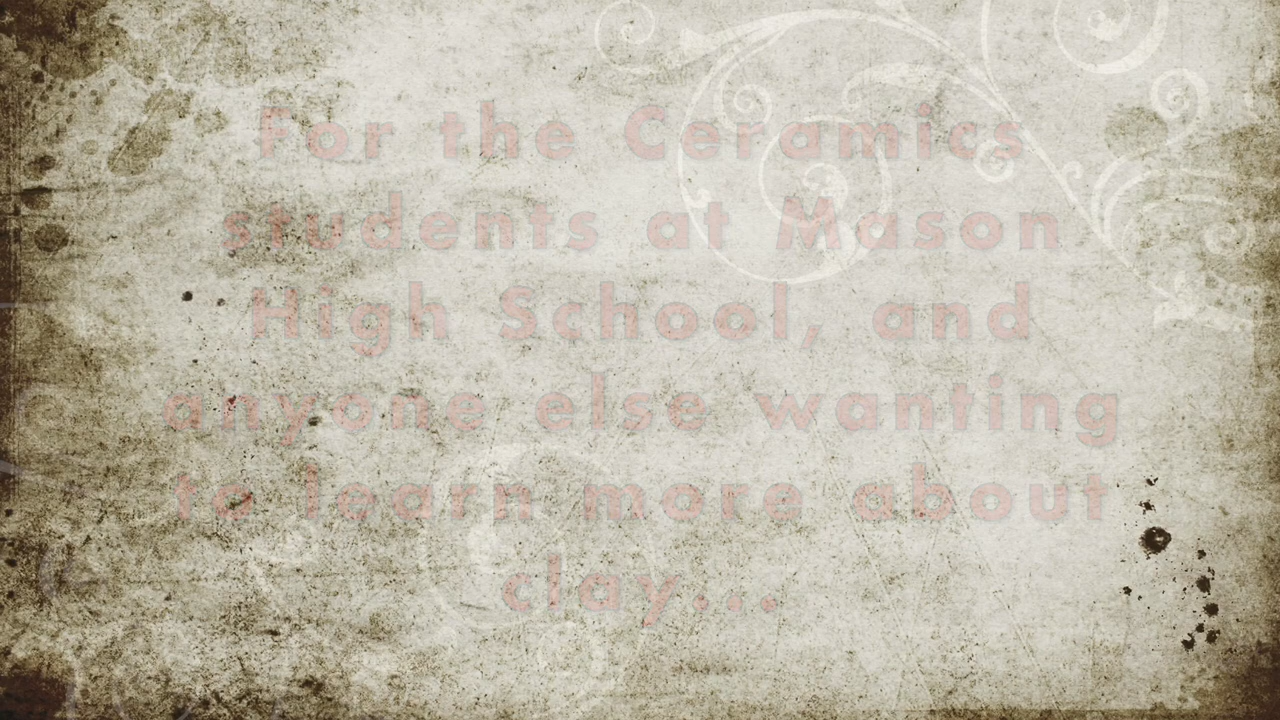 For the Ceramics
students at Mason
High School, and
anyone else wanting
to learn more about
clay...